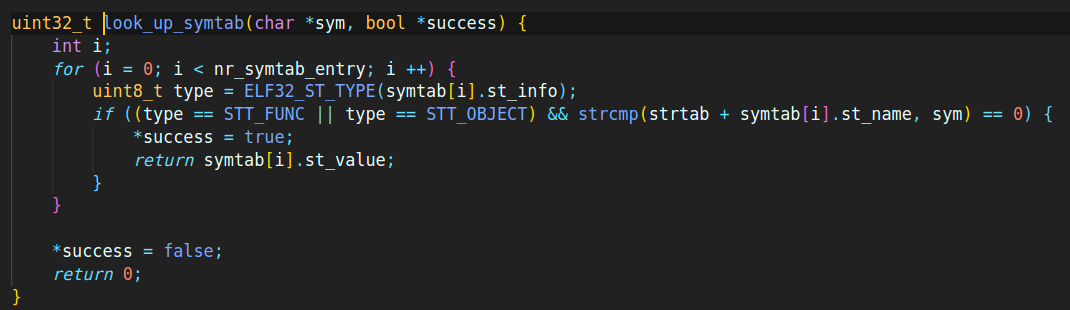 uint32_t look_up_symtab(char *sym, bool *success) {
    int i;
    for (i = 0; i < nr_symtab_entry; i ++) {
        uint8_t type = ELF32_ST_TYPE(symtab[i].st_info);
        if ((type == STT_FUNC || type == STT_OBJECT) && strcmp(strtab + symtab[i].st_name, sym) == 0) {
            *success = true;
            return symtab[i].st_value;
        }
    }

    *success = false;
    return 0;
}